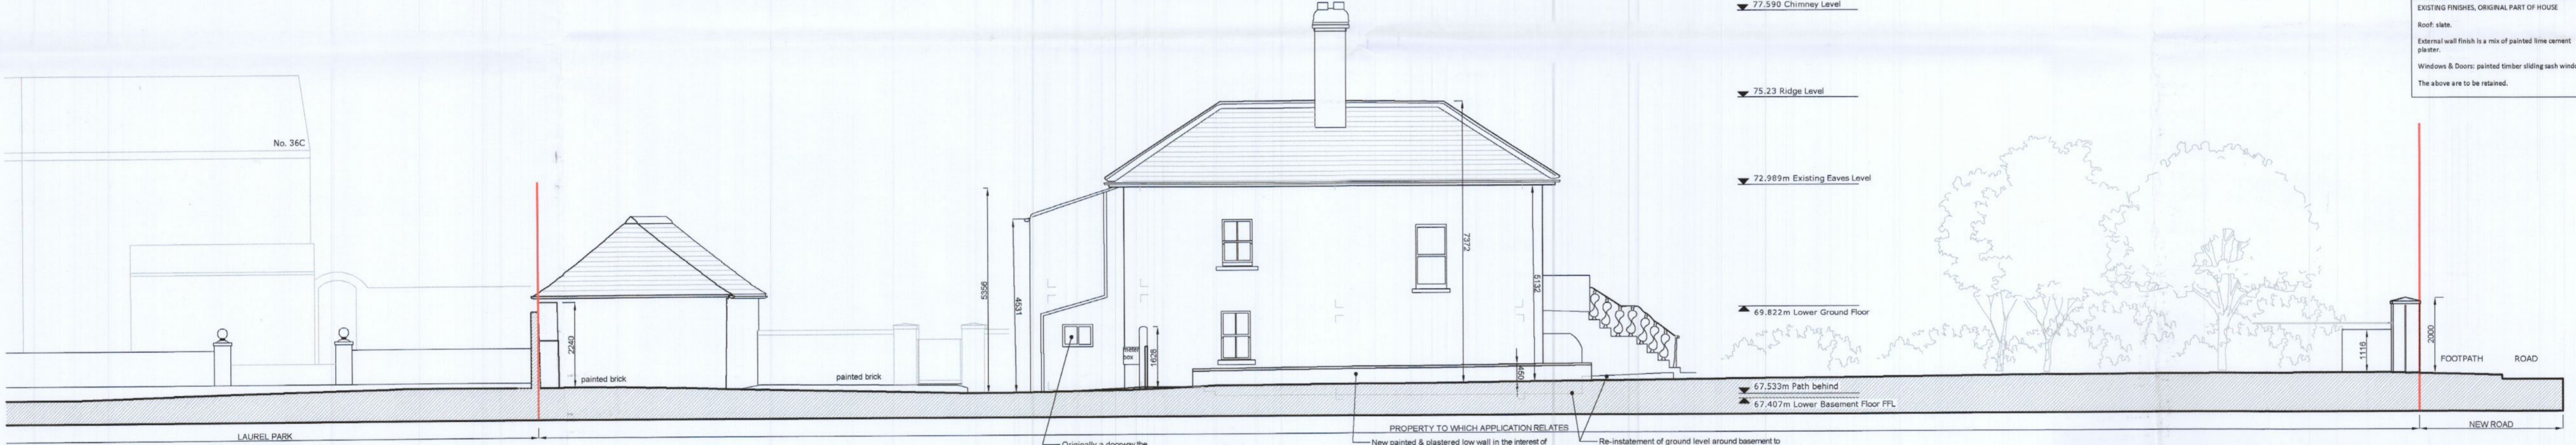 77.590 Chimney Level
EXISTING FINISHES, ORIGINAL PART OF HOUSE
Roof: slate.
External wall finish is a mix of painted lime cement
plaster.
Windows & Doors: painted timber sliding sash
The above are to be retained.
75.23 Ridge Level
No. 36C
72.989m Existing Eaves Level
5356
4531
7372
5132
69.822m Lower Ground Floor
2240
1628
meter
box
450
1116
2000
FOOTPATH
ROAD
painted brick
painted brick
67.533m Path behind
67.407m Lower Basement Floor FFL
LAUREL PARK
PROPERTY TO WHICH APPLICATION RELATES
NEW ROAD
Originally a doorway the
New painted & plastered low wall in the interest of
Re-instatement of ground level around basement to